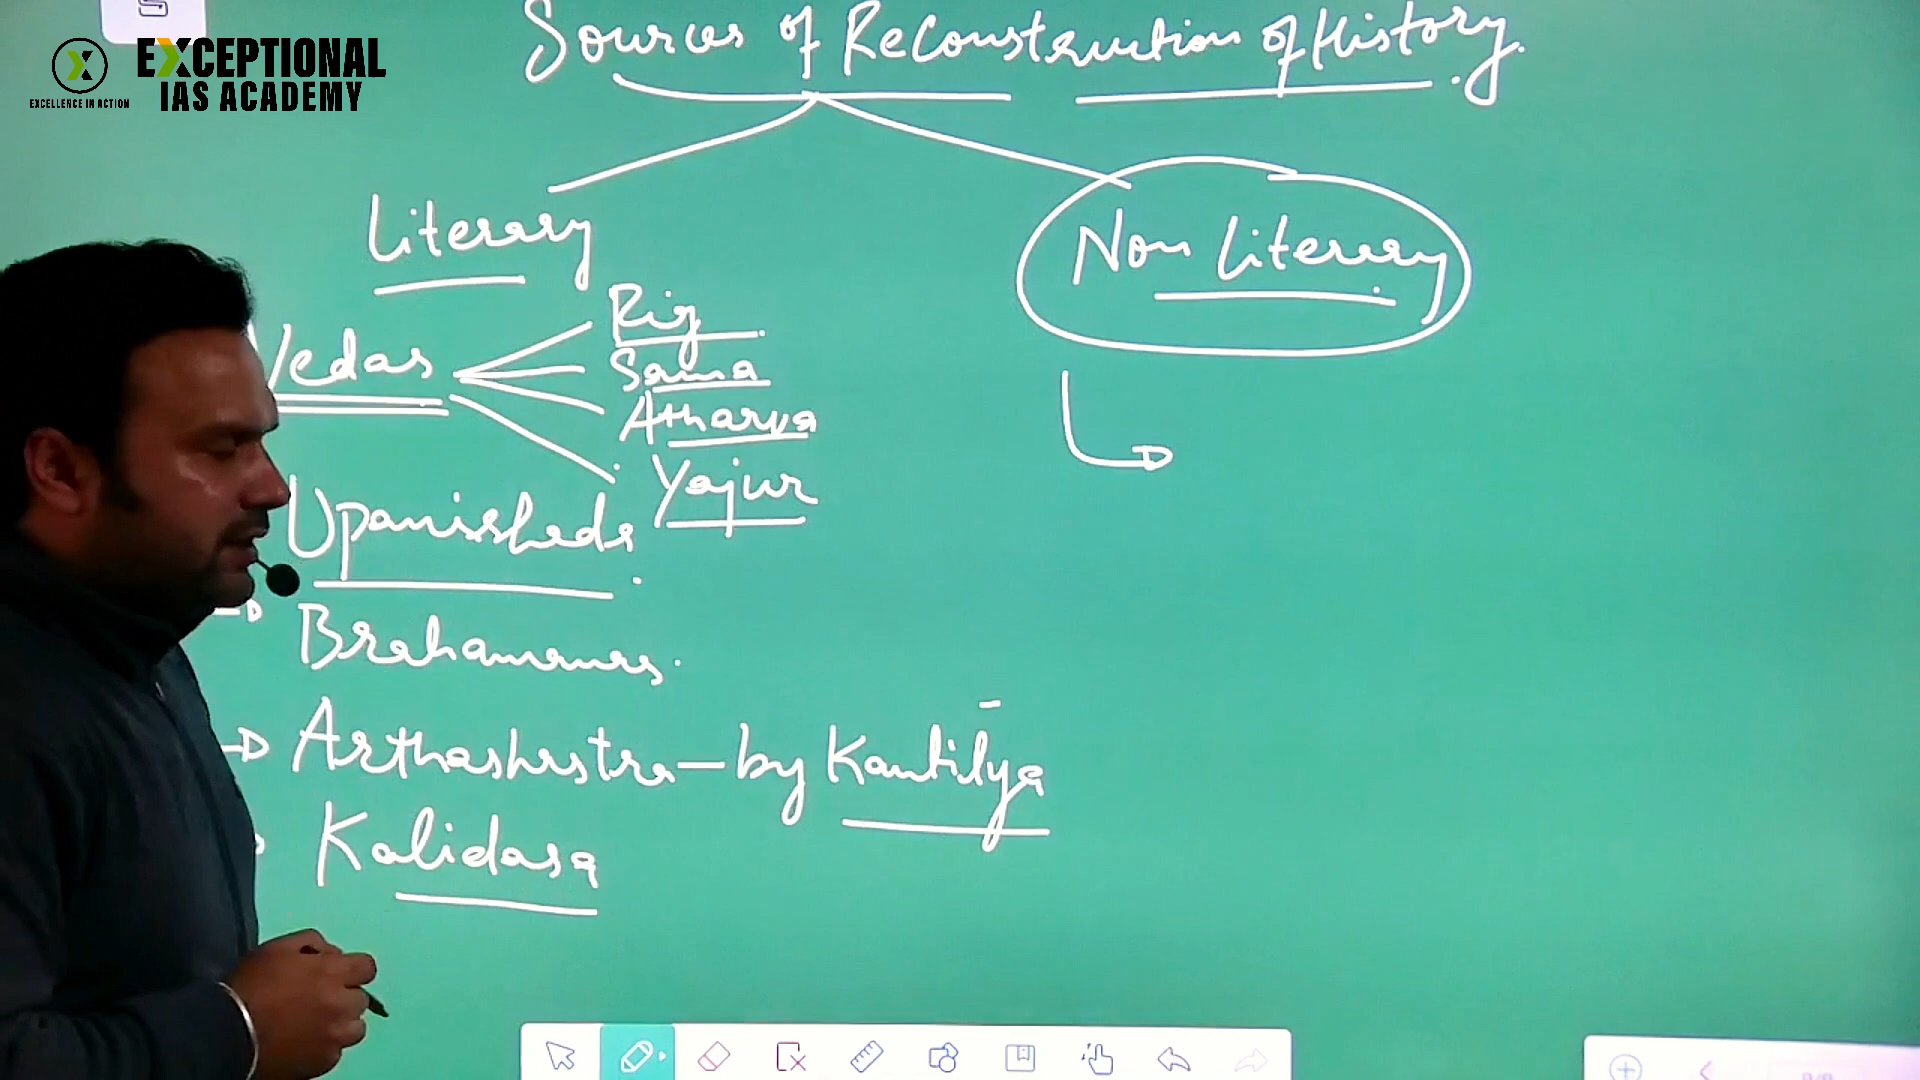 EXCEPTIONAL
IAS ACADEMY
EXCELLENCE IN ACTION
Sources of Reconstruction of History.
Literary
Non Literary
Vedas
Rig
Sama
Atharva
Yajur
Upanishads
Brahamanas.
Arthashastra - by Kautilya
Kalidasa